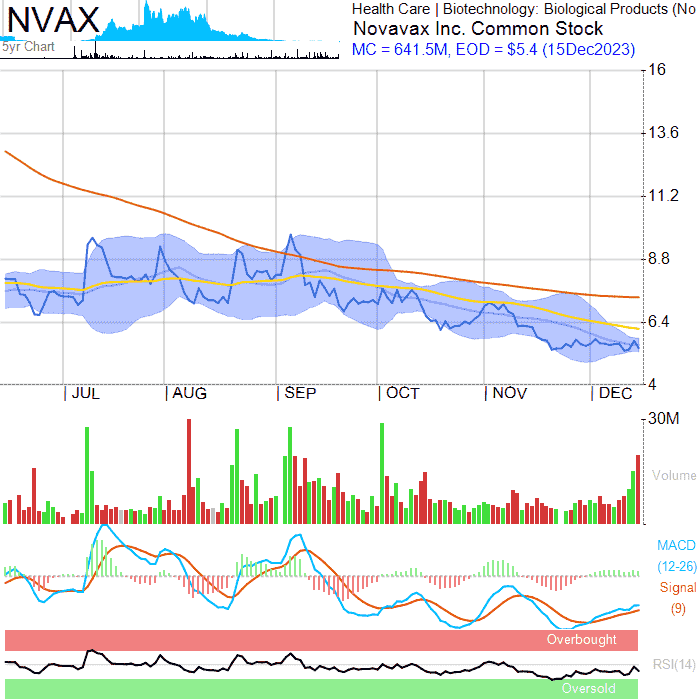 NVAX
5yr Chart
Health Care | Biotechnology: Biological Products (No
Novavax Inc. Common Stock
MC = 641.5M, EOD = $5.4 (15Dec2023)
16
13.6
11.2
8.8
6.4
4
JUL AUG SEP OCT NOV DEC
30M
Volume
MACD
(12-26)
Signal
(9)
Overbought
RSI(14)
Oversold